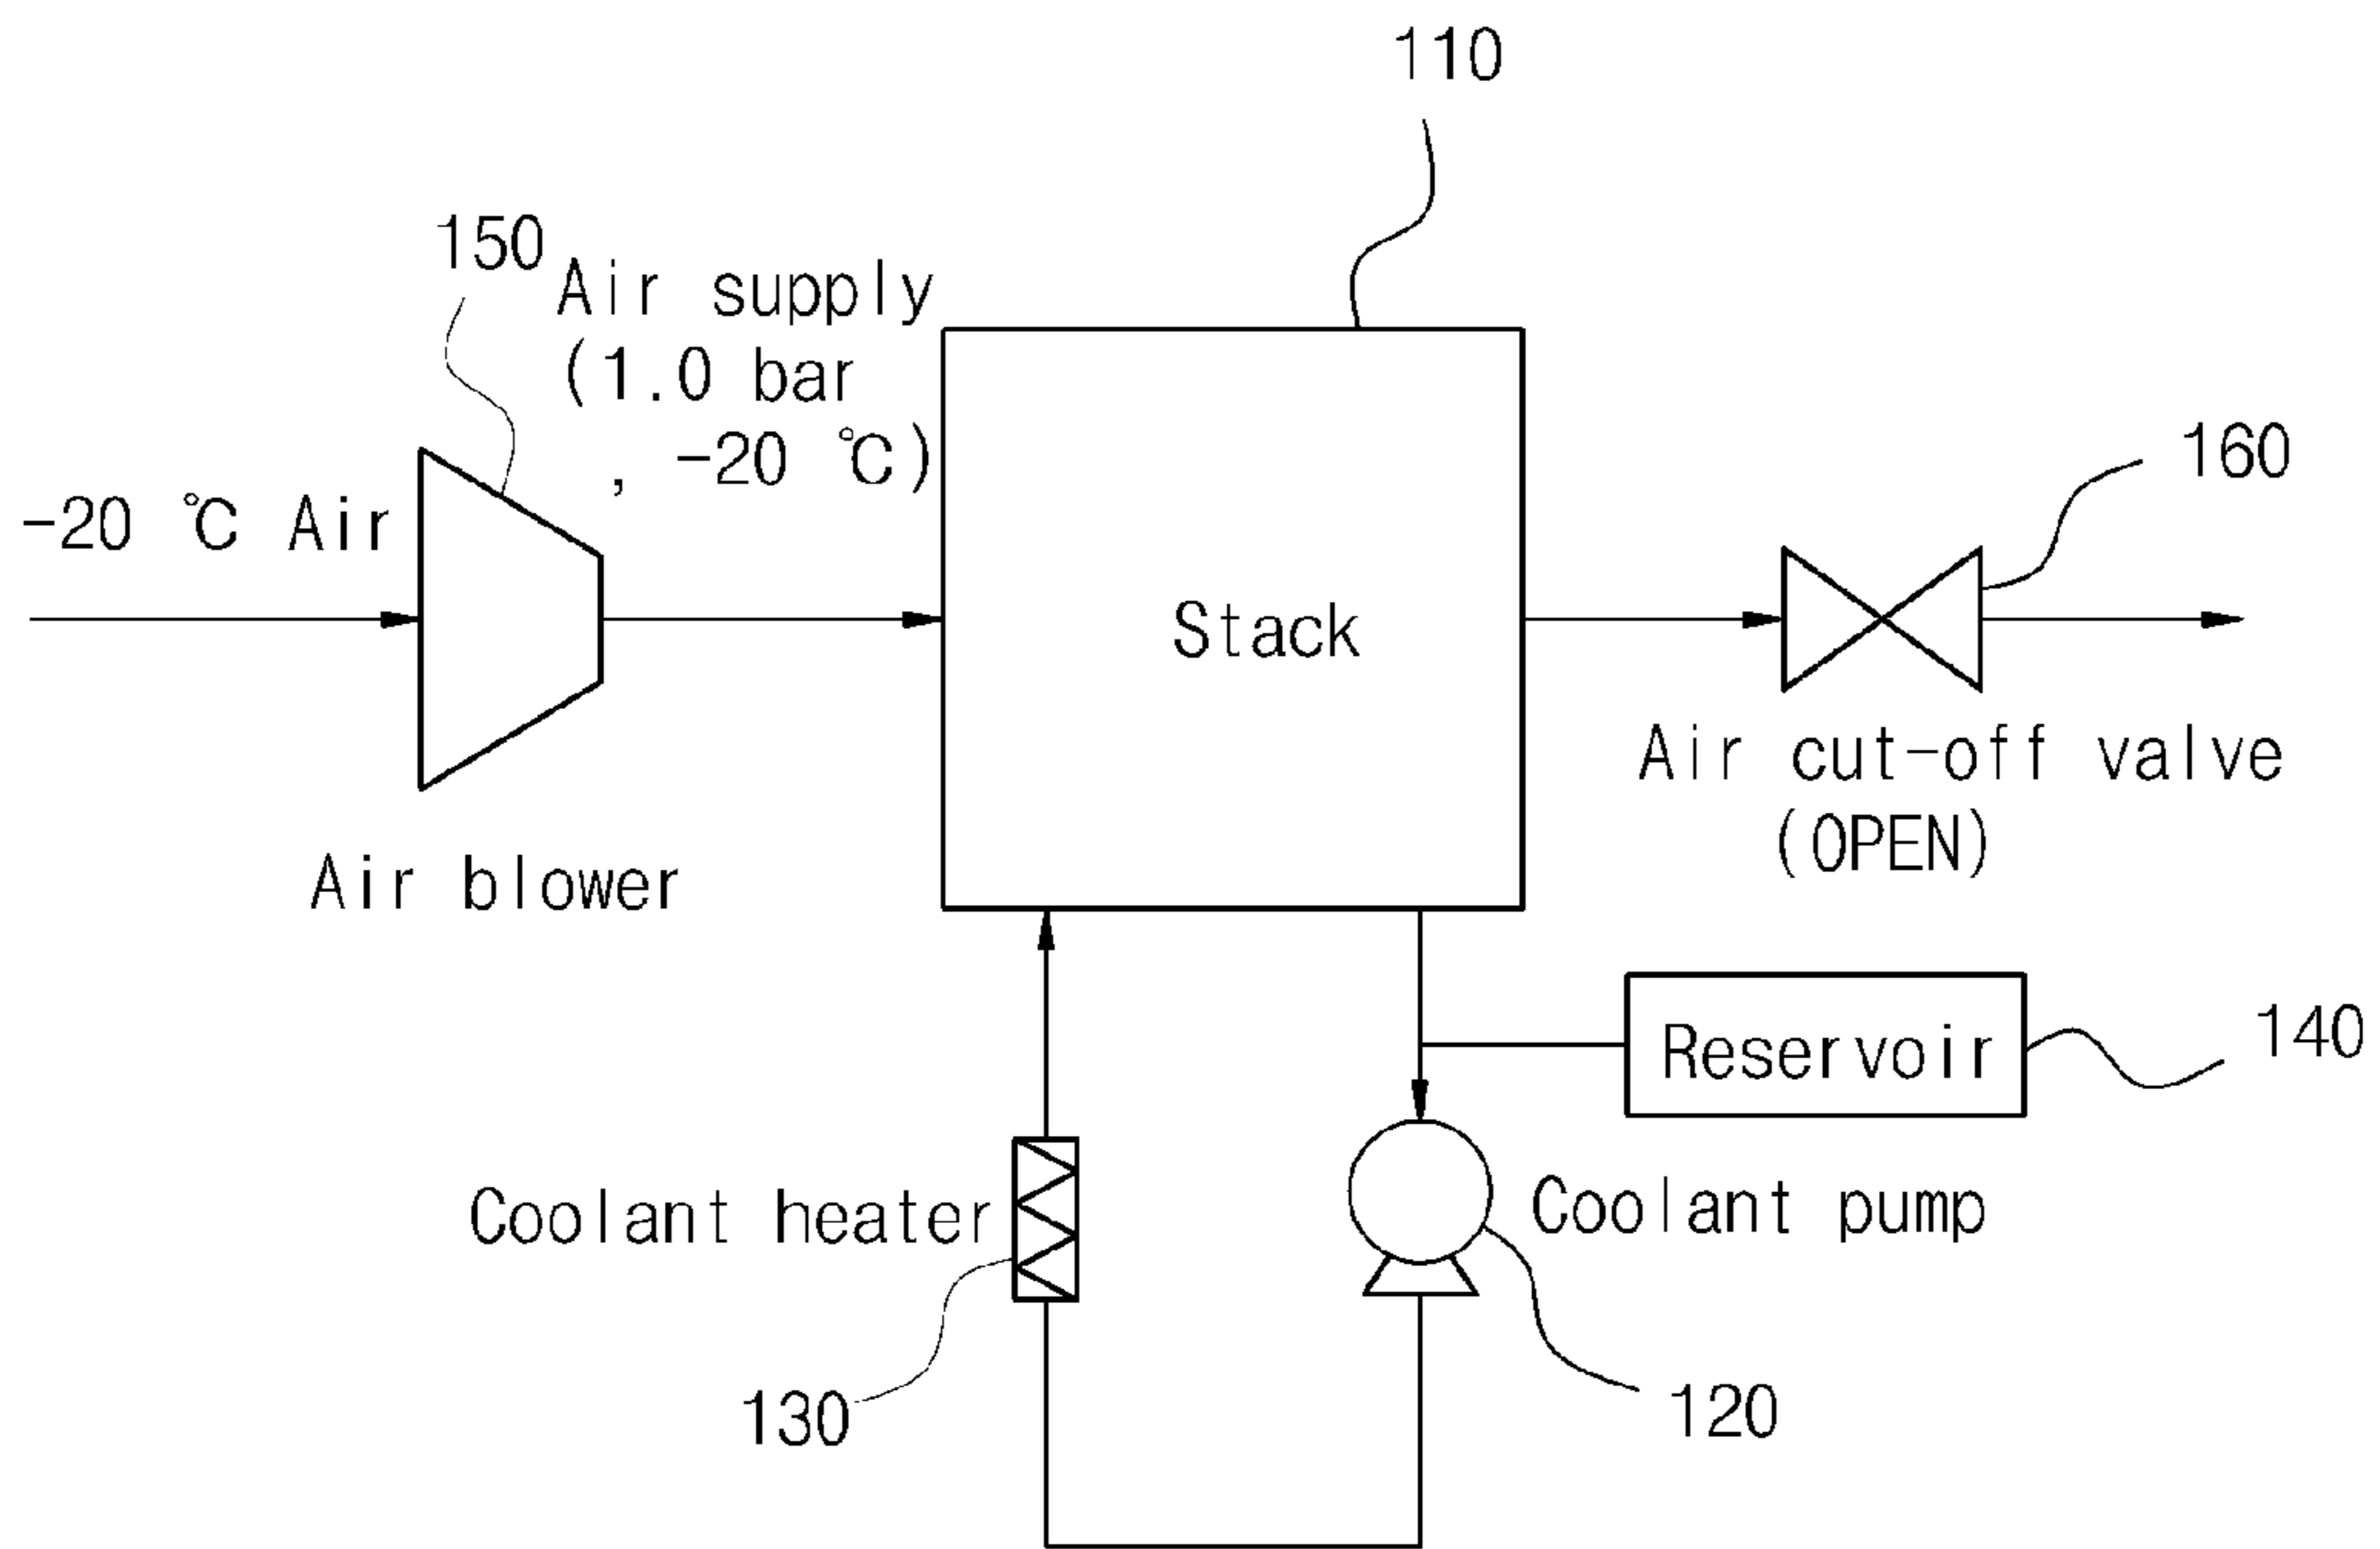 110
150
Air supply
(1.0 bar
, -20 ℃)
160
-20 ℃ Air
Stack
Air cut-off valve
(OPEN)
Air blower
Reservoir
140
Coolant heater
Coolant pump
130
120